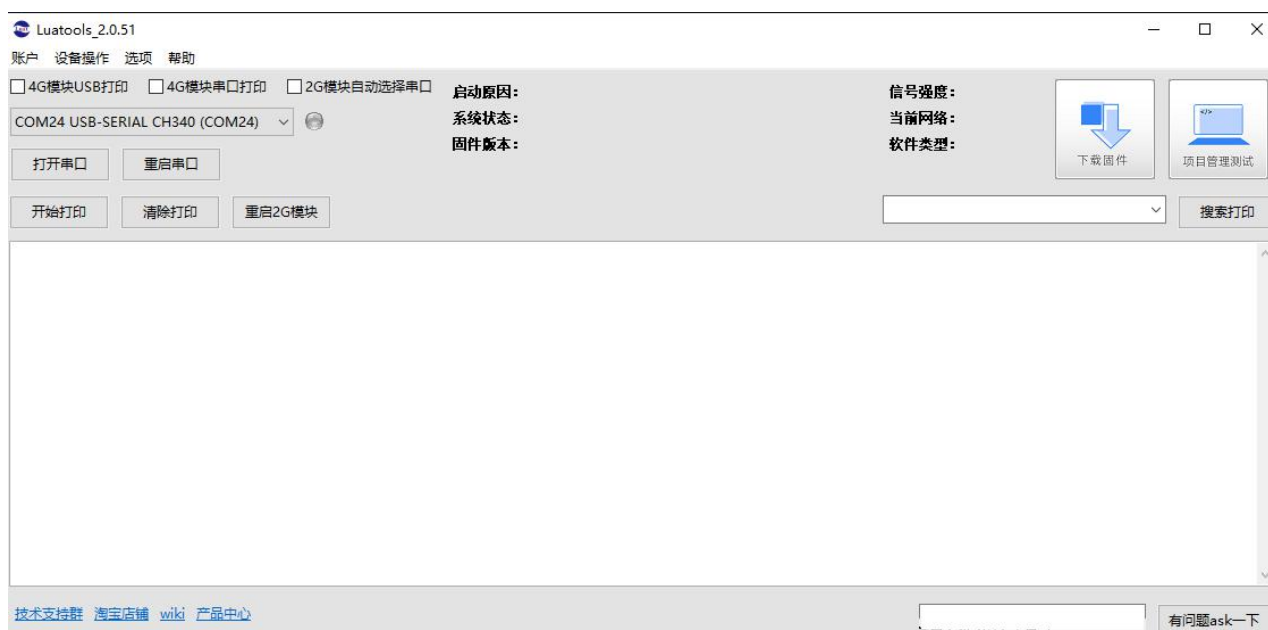 Luatools_2.0.51
账户 设备操作 选项 帮助
4G模块USB打印 4G模块串口打印 2G模块自动选择串口
COM24 USB-SERIAL CH340 (COM24)
打开串口 重启串口
开始打印 清除打印 重启2G模块
启动原因：
系统状态：
固件版本：
信号强度：
当前网络：
软件类型：
下载固件
</>
项目管理测试
搜索打印
技术支持群 淘宝店铺 wiki 产品中心
有问题ask一下